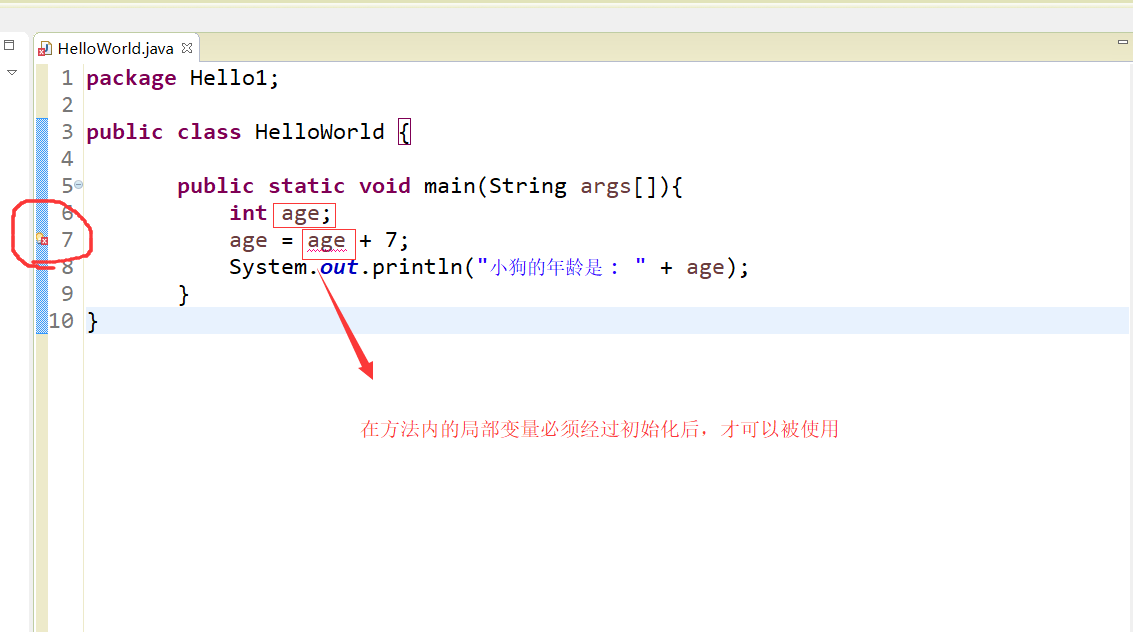 HelloWorld.java
1 package Hello1;
2
3 public class HelloWorld {
4
5 public static void main(String args[]){
6 int age;
7 age = age + 7;
8 System.out.println("小狗的年龄是： " + age);
9 }
10 }
在方法内的局部变量必须经过初始化后，才可以被使用